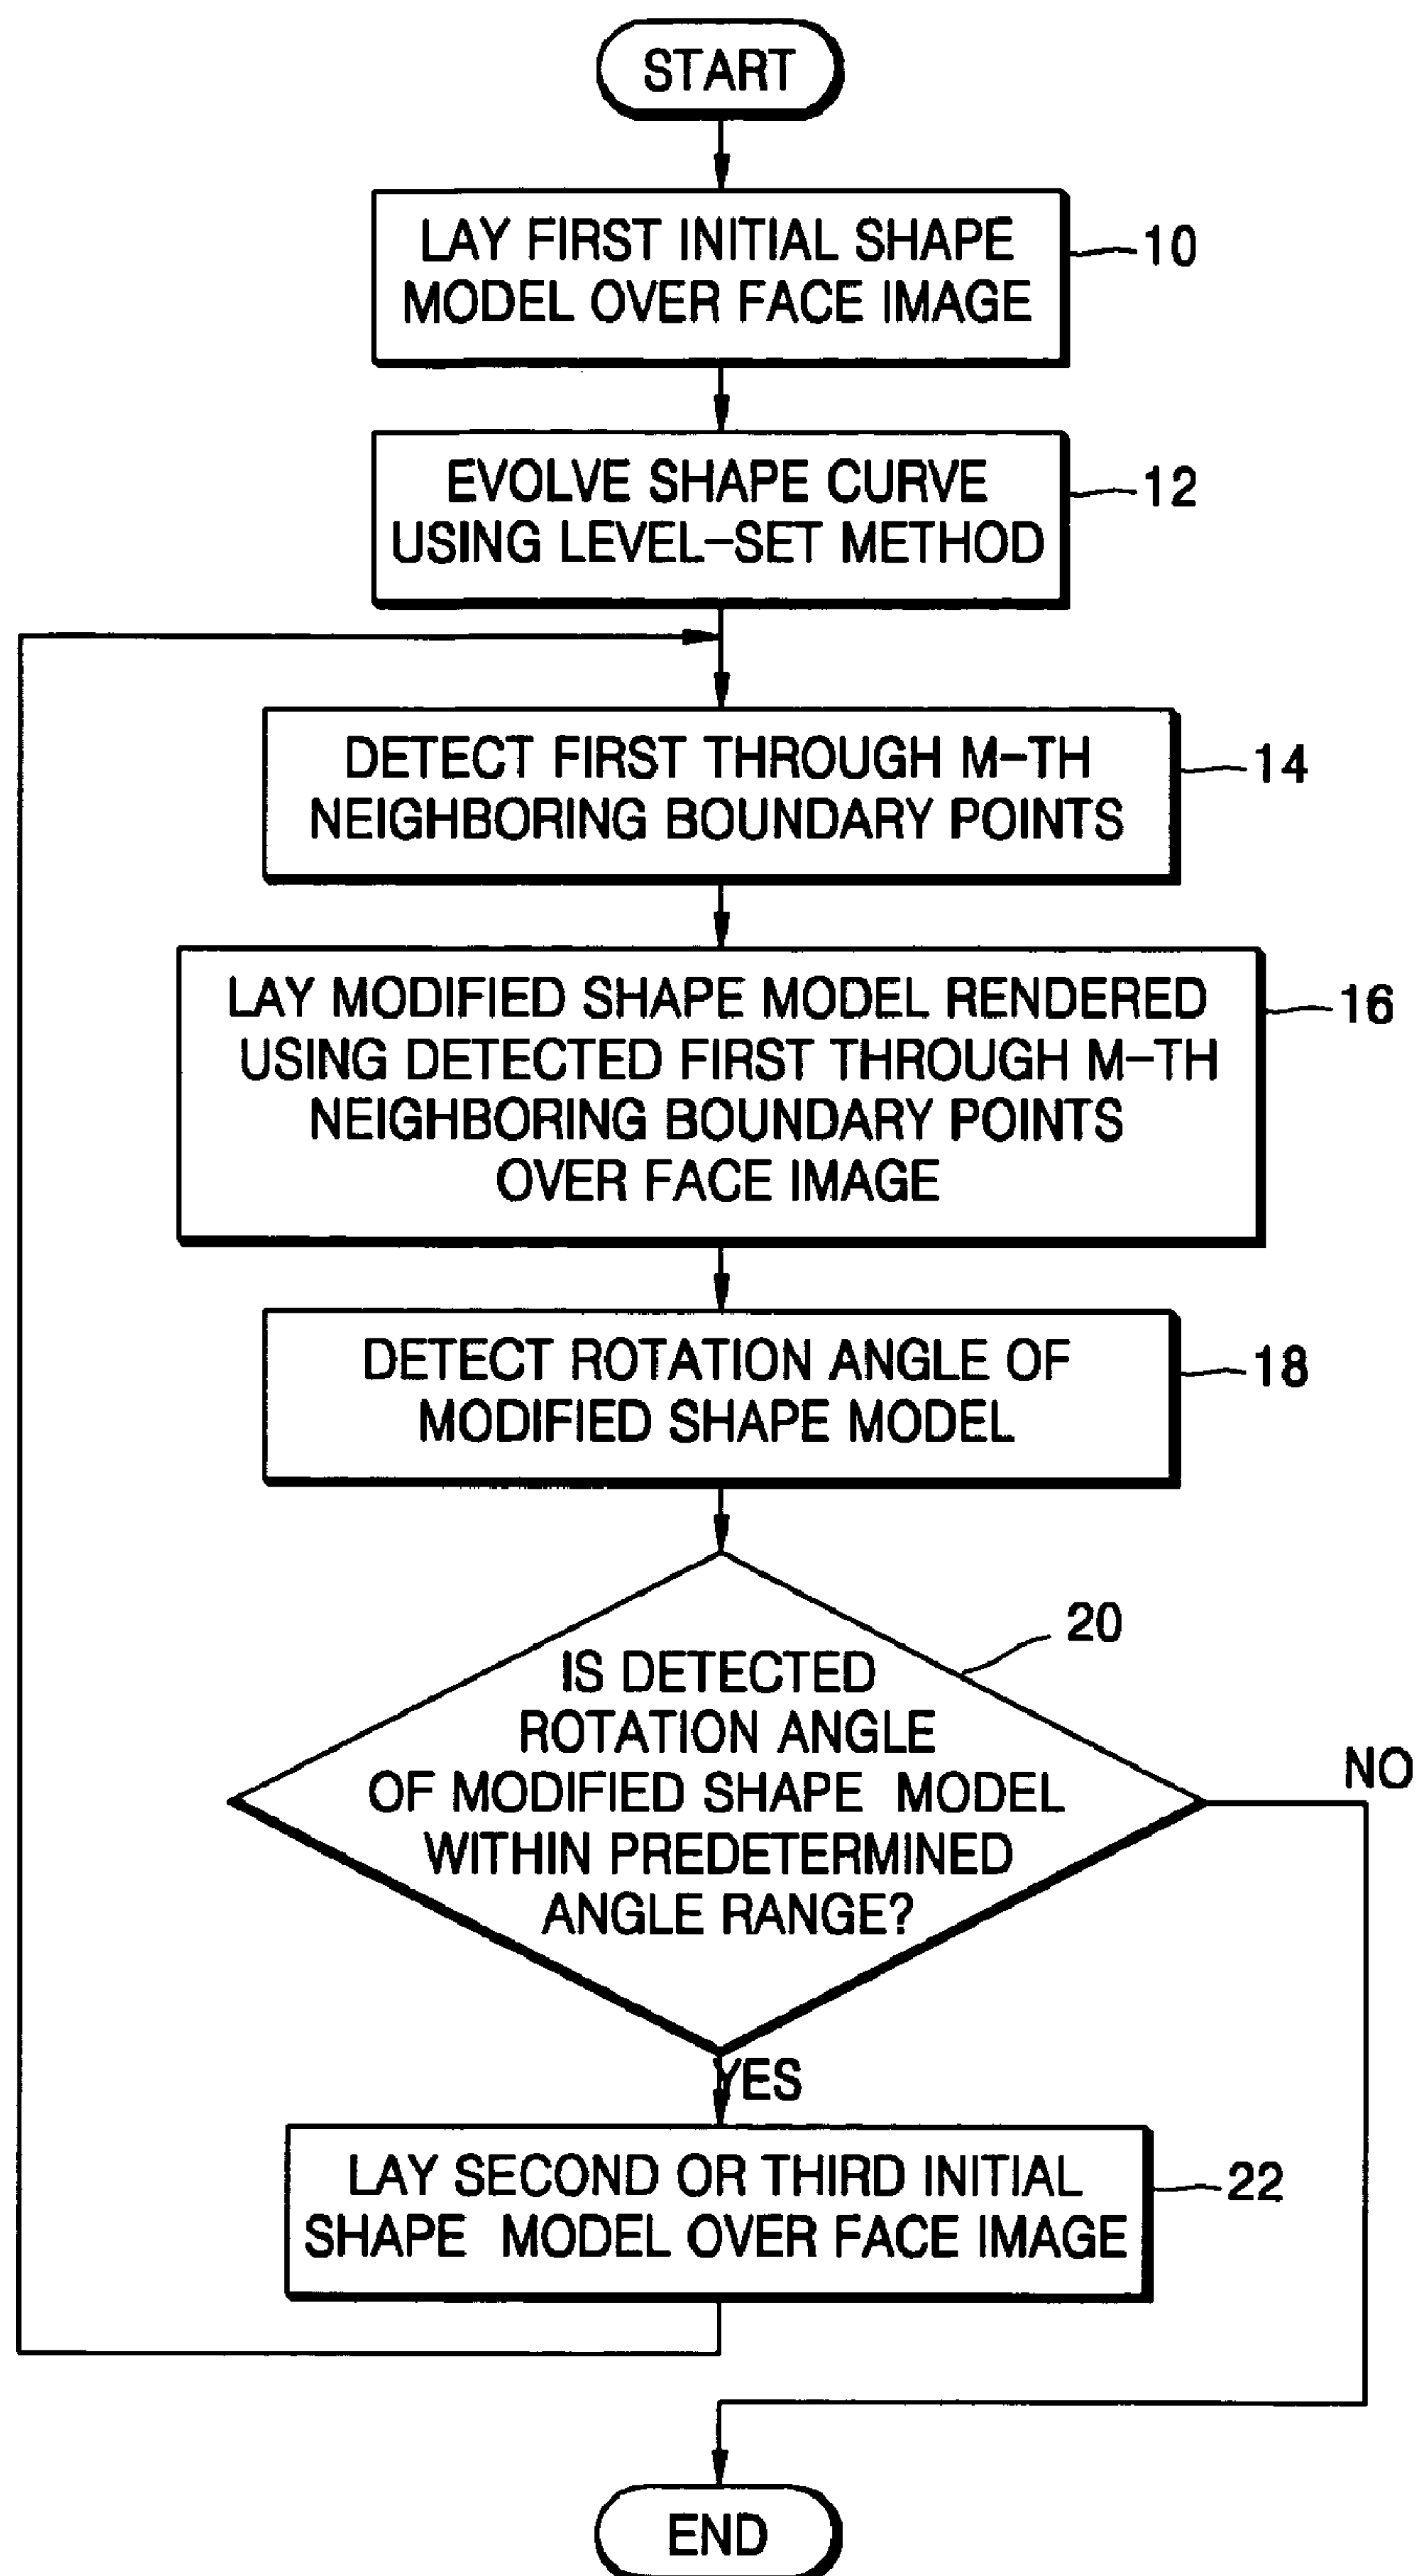 START
LAY FIRST INITIAL SHAPE
MODEL OVER FACE IMAGE
10
EVOLVE SHAPE CURVE
USING LEVEL-SET METHOD
12
DETECT FIRST THROUGH M-TH
NEIGHBORING BOUNDARY POINTS
14
LAY MODIFIED SHAPE MODEL RENDERED
USING DETECTED FIRST THROUGH M-TH
NEIGHBORING BOUNDARY POINTS
OVER FACE IMAGE
16
DETECT ROTATION ANGLE OF
MODIFIED SHAPE MODEL
18
IS DETECTED
ROTATION ANGLE
OF MODIFIED SHAPE MODEL
WITHIN PREDETERMINED
ANGLE RANGE?
20
NO
YES
LAY SECOND OR THIRD INITIAL
SHAPE MODEL OVER FACE IMAGE
22
END